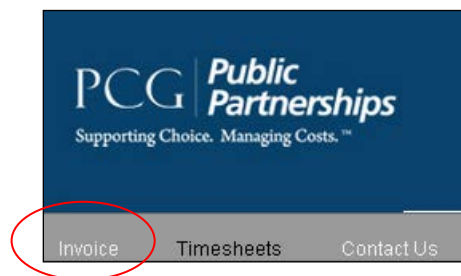 PCG Public
Partnerships
Supporting Choice. Managing Costs.™
Invoice Timesheets Contact Us